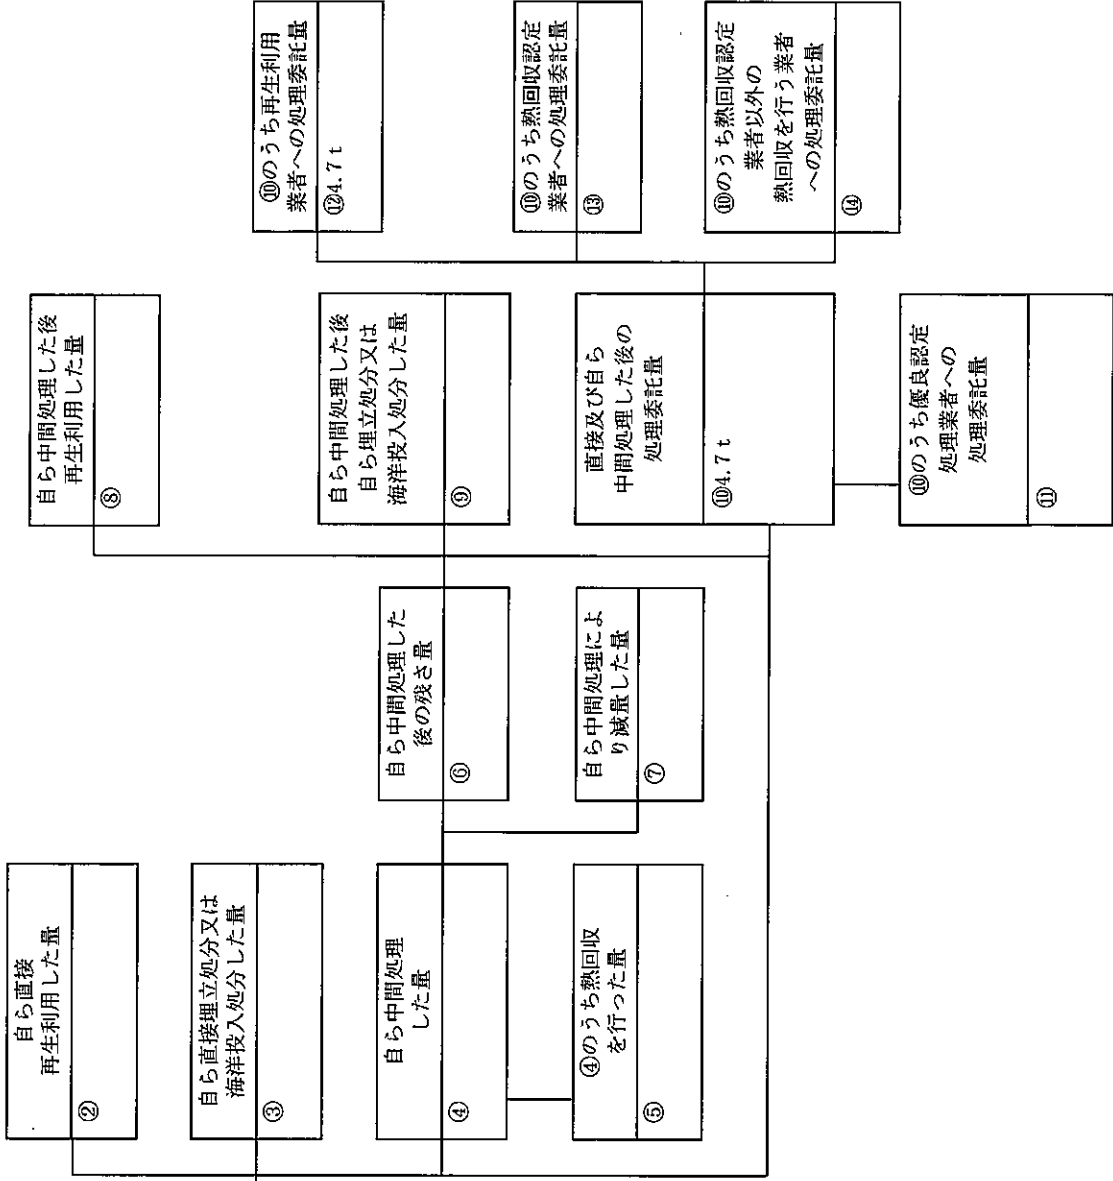 自ら直接
再生利用した量
②
自ら直接埋立処分又は
海洋投入処分した量
③
自ら中間処理
した量
④
④のうち熱回収
を行った量
⑤
自ら中間処理した
後の残さ量
⑥
自ら中間処理によ
り減量した量
⑦
自ら中間処理した後
再生利用した量
⑧
自ら中間処理した後
自ら埋立処分又は
海洋投入処分した量
⑨
直接及び自ら
中間処理した後の
処理委託量
⑩4.7t
⑩のうち優良認定
処理業者への
処理委託量
⑪
⑩のうち再生利用
業者への処理委託量
⑫4.7t
⑩のうち熱回収認定
業者への処理委託量
⑬
⑩のうち熱回収認定
業者以外の
熱回収を行う業者
への処理委託量
⑭